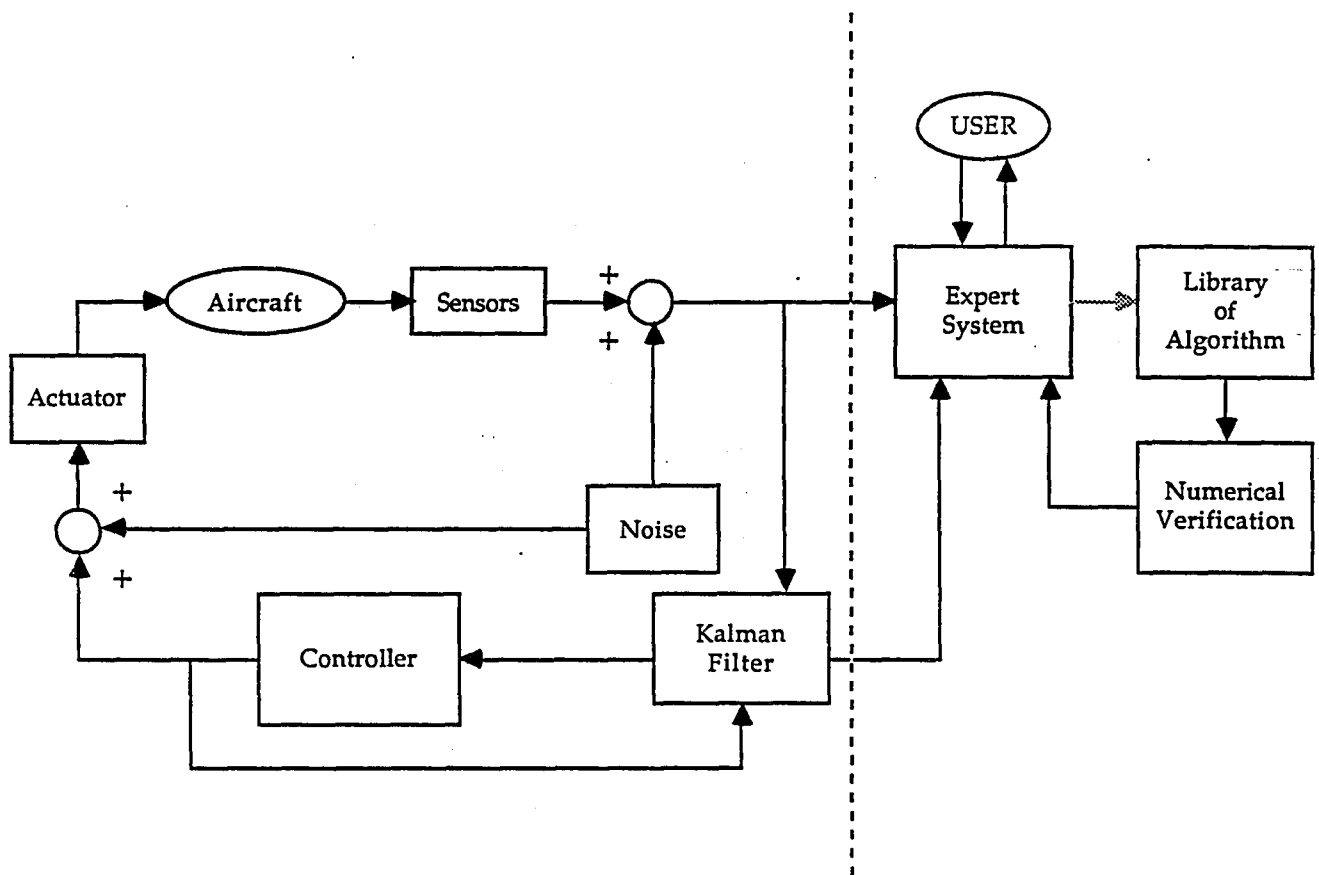 USER
Expert
System
Library
of
Algorithm
Aircraft
Sensors
+
+
Actuator
Numerical
Verification
+
+
Noise
Controller
Kalman
Filter